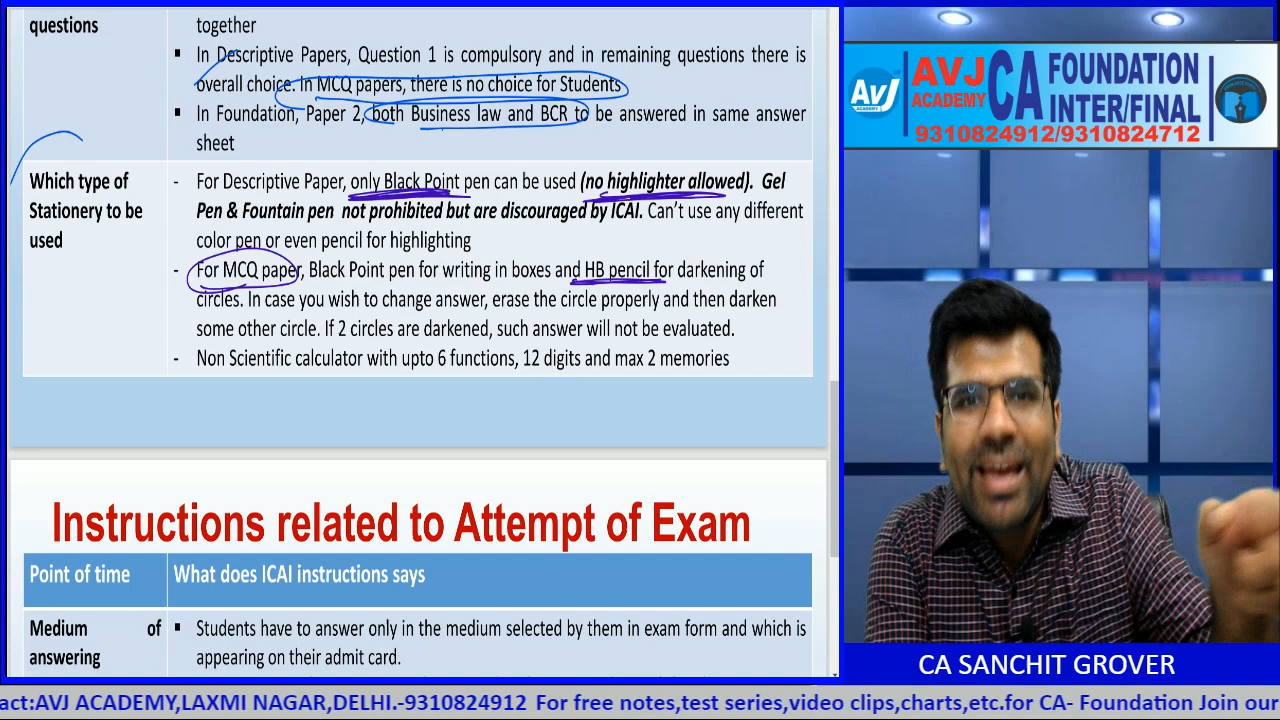 questions
together
▪ In Descriptive Papers, Question 1 is compulsory and in remaining questions there is
overall choice. In MCQ papers, there is no choice for Students
▪ In Foundation, Paper 2, both Business law and BCR to be answered in same answer
sheet
Which type of
Stationery to be
used
- For Descriptive Paper, only Black Point pen can be used (no highlighter allowed). Gel
Pen & Fountain pen not prohibited but are discouraged by ICAI. Can't use any different
color pen or even pencil for highlighting
- For MCQ paper, Black Point pen for writing in boxes and HB pencil for darkening of
circles. In case you wish to change answer, erase the circle properly and then darken
some other circle. If 2 circles are darkened, such answer will not be evaluated.
- Non Scientific calculator with upto 6 functions, 12 digits and max 2 memories
Instructions related to Attempt of Exam
Point of time
What does ICAI instructions says
Medium of
answering
▪ Students have to answer only in the medium selected by them in exam form and which is
appearing on their admit card.
AVJ
AVJ
ACADEMY
CA
FOUNDATION
INTER/FINAL
9310824912/9310824712
CA SANCHIT GROVER
act:AVJ ACADEMY,LAXMI NAGAR,DELHI.-9310824912 For free notes,test series,video clips,charts,etc.for CA- Foundation Join our